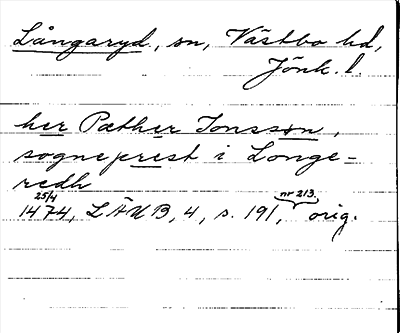 Långaryd, sn, Västbo hd,
Jönk. l.
her Pæther Jonsson,
sogneprest i Longe-
redh
25/4 nr 213
1474, LÄUB, 4, s. 191, orig.